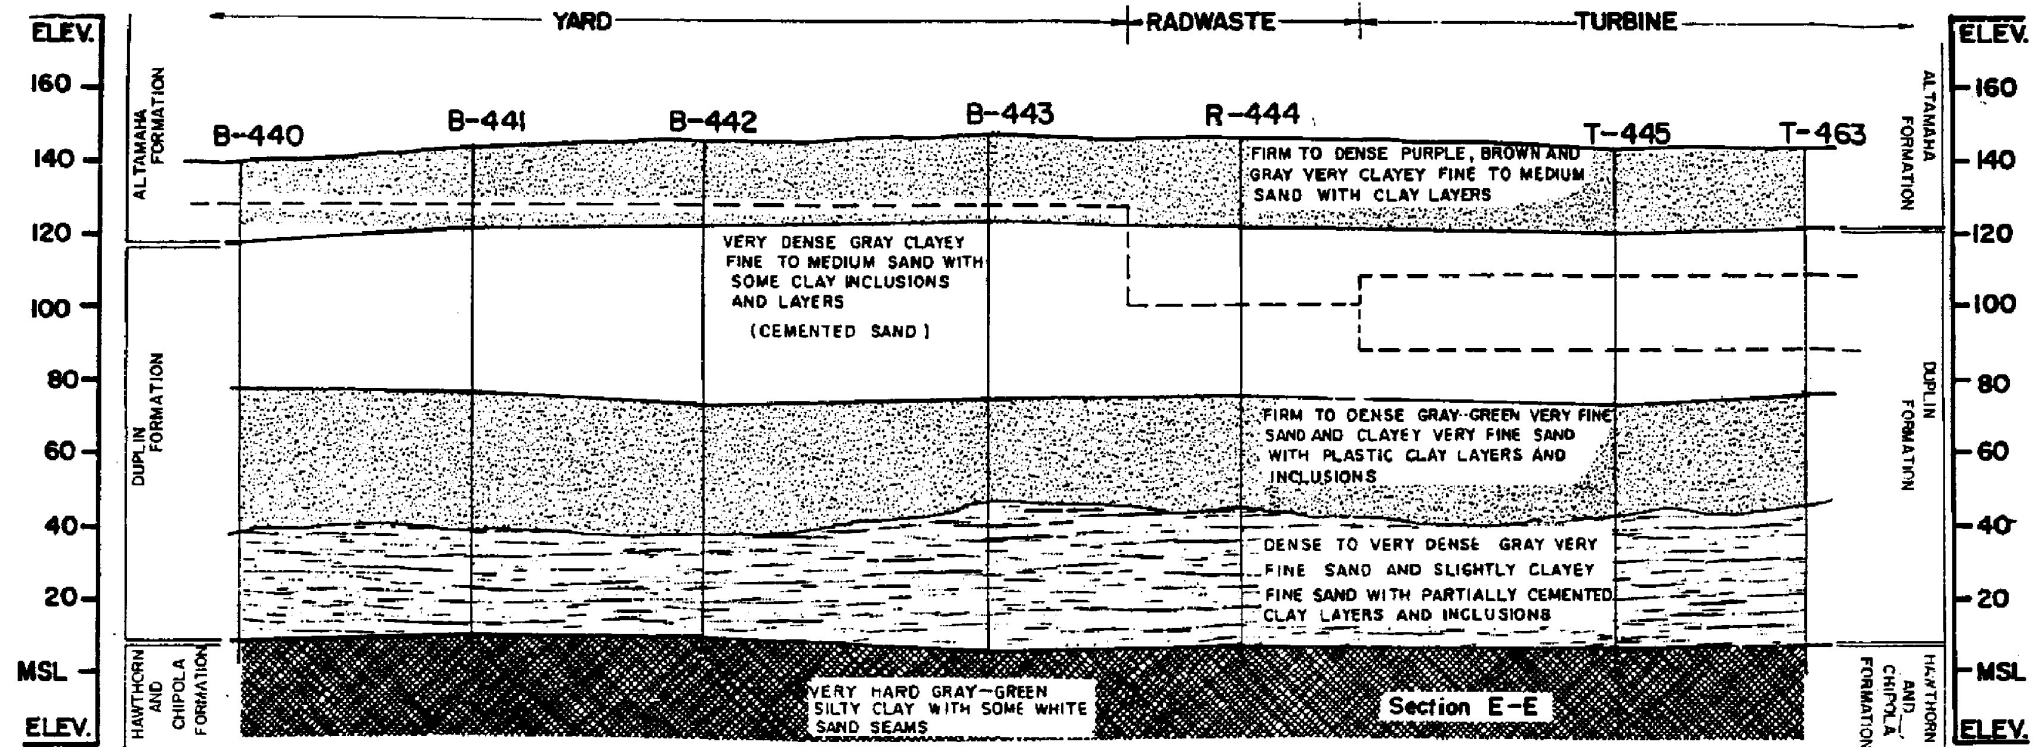 YARD
RADWASTE
TURBINE
ELEV.
160
140
120
100
80
60
40
20
MSL
ELEV.
ALTAMAHA
FORMATION
DUPLIN
FORMATION
HAWTHORN
AND
CHIPOLA
FORMATION
B-440
B-441
B-442
B-443
R-444
T-445
T-463
FIRM TO DENSE PURPLE, BROWN AND
GRAY VERY CLAYEY FINE TO MEDIUM
SAND WITH CLAY LAYERS
VERY DENSE GRAY CLAYEY
FINE TO MEDIUM SAND WITH
SOME CLAY INCLUSIONS
AND LAYERS
(CEMENTED SAND)
FIRM TO DENSE GRAY-GREEN VERY FINE
SAND AND CLAYEY VERY FINE SAND
WITH PLASTIC CLAY LAYERS AND
INCLUSIONS
DENSE TO VERY DENSE GRAY VERY
FINE SAND AND SLIGHTLY CLAYEY
FINE SAND WITH PARTIALLY CEMENTED
CLAY LAYERS AND INCLUSIONS
VERY HARD GRAY-GREEN
SILTY CLAY WITH SOME WHITE
SAND SEAMS
Section E-E
ALTAMAHA
FORMATION
DUPLIN
FORMATION
HAWTHORN
AND
CHIPOLA
FORMATION
ELEV.
160
140
120
100
80
60
40
20
MSL
ELEV.